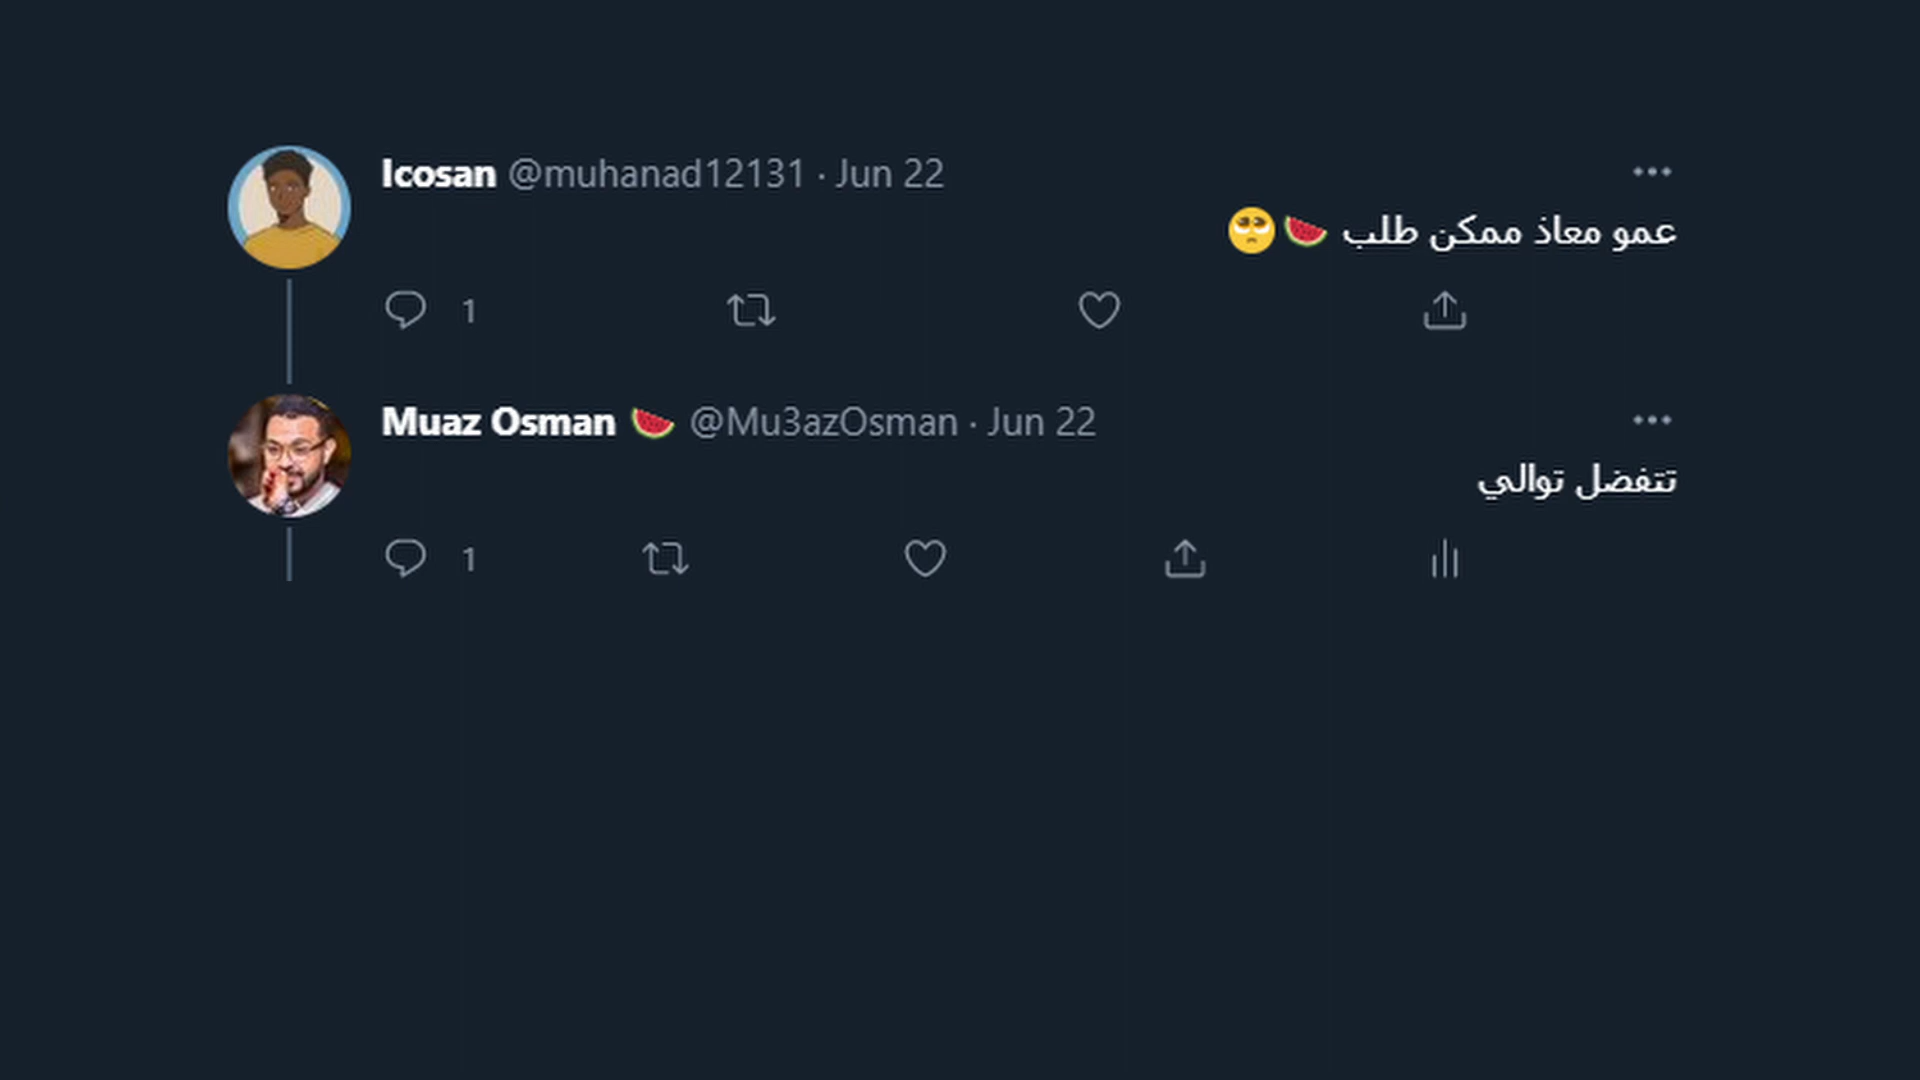 Icosan @muhanad12131 · Jun 22
عمو معاذ ممكن طلب 🍉🥺
1
Muaz Osman 🍉 @Mu3azOsman · Jun 22
تتفضل توالي
1